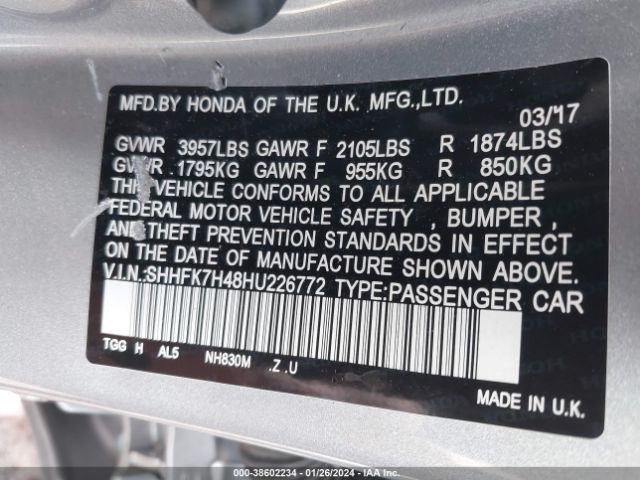 MFD.BY HONDA OF THE U.K. MFG.,LTD.
03/'17
GVWR 3957LBS GAWR F 2105LBS R 1874LBS
GVWR 1795KG GAWR F 955KG R 850KG
THIS VEHICLE CONFORMS TO ALL APPLICABLE
FEDERAL MOTOR VEHICLE SAFETY , BUMPER ,
AND THEFT PREVENTION STANDARDS IN EFFECT
ON THE DATE OF MANUFACTURE SHOWN ABOVE.
V.I.N.:SHHFK7H48HU226772 TYPE:PASSENGER CAR
TGG H AL5 NH830M .Z .U
MADE IN U.K.
000-38602234 - 01/26/2024 - IAA Inc.